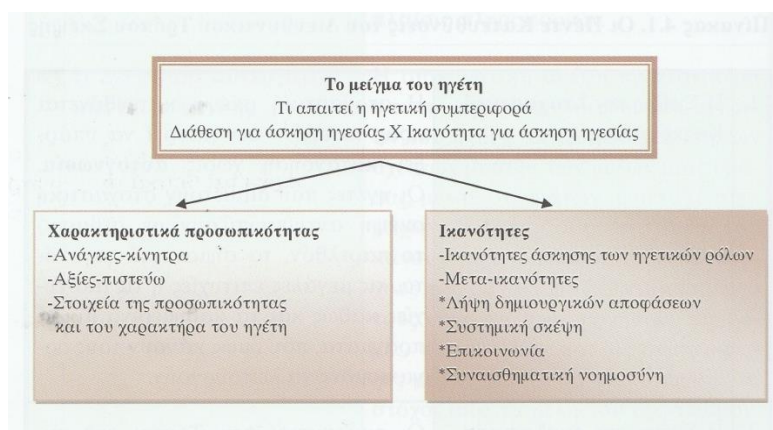 Το μείγμα του ηγέτη
Τι απαιτεί η ηγετική συμπεριφορά
Διάθεση για άσκηση ηγεσίας Χ Ικανότητα για άσκηση ηγεσίας
Χαρακτηριστικά προσωπικότητας
-Ανάγκες-κίνητρα
-Αξίες-πιστεύω
-Στοιχεία της προσωπικότητας
και του χαρακτήρα του ηγέτη
Ικανότητες
-Ικανότητες άσκησης των ηγετικών ρόλων
-Μετα-ικανότητες
*Λήψη δημιουργικών αποφάσεων
*Συστημική σκέψη
*Επικοινωνία
*Συναισθηματική νοημοσύνη